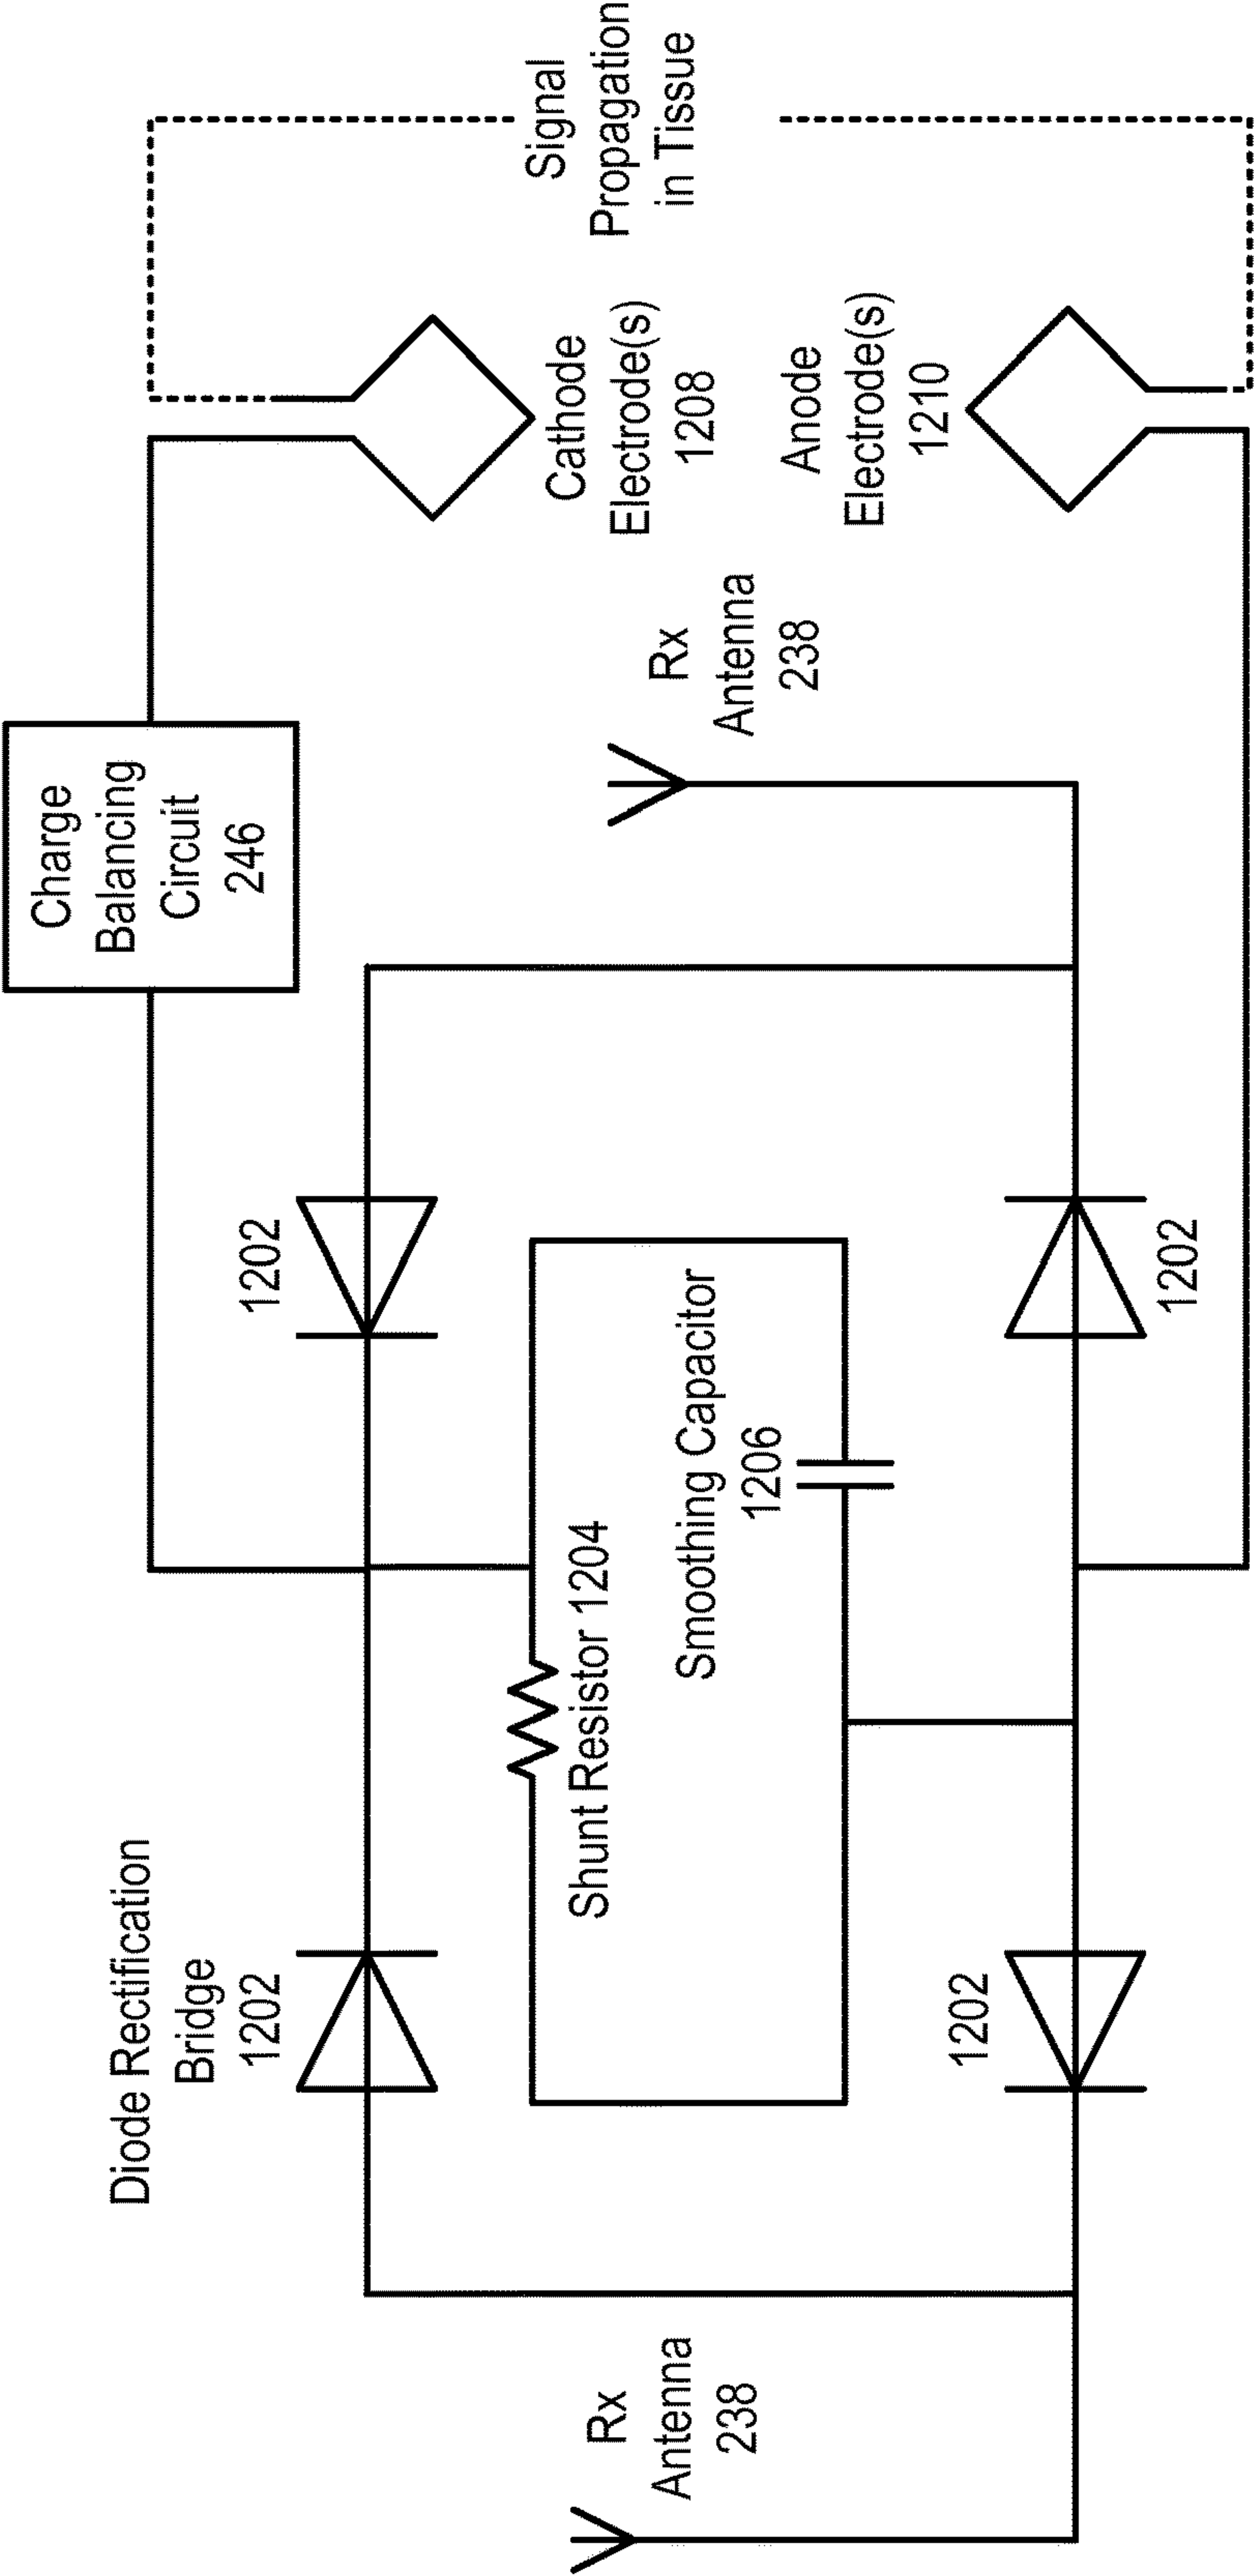 Diode Rectification
Bridge
1202
1202
Charge
Balancing
Circuit
246
Rx
Antenna
238
Shunt Resistor 1204
Smoothing Capacitor
1206
Rx
Antenna
238
Cathode
Electrode(s)
1208
Signal
Propagation
in Tissue
Anode
Electrode(s)
1210
1202
1202